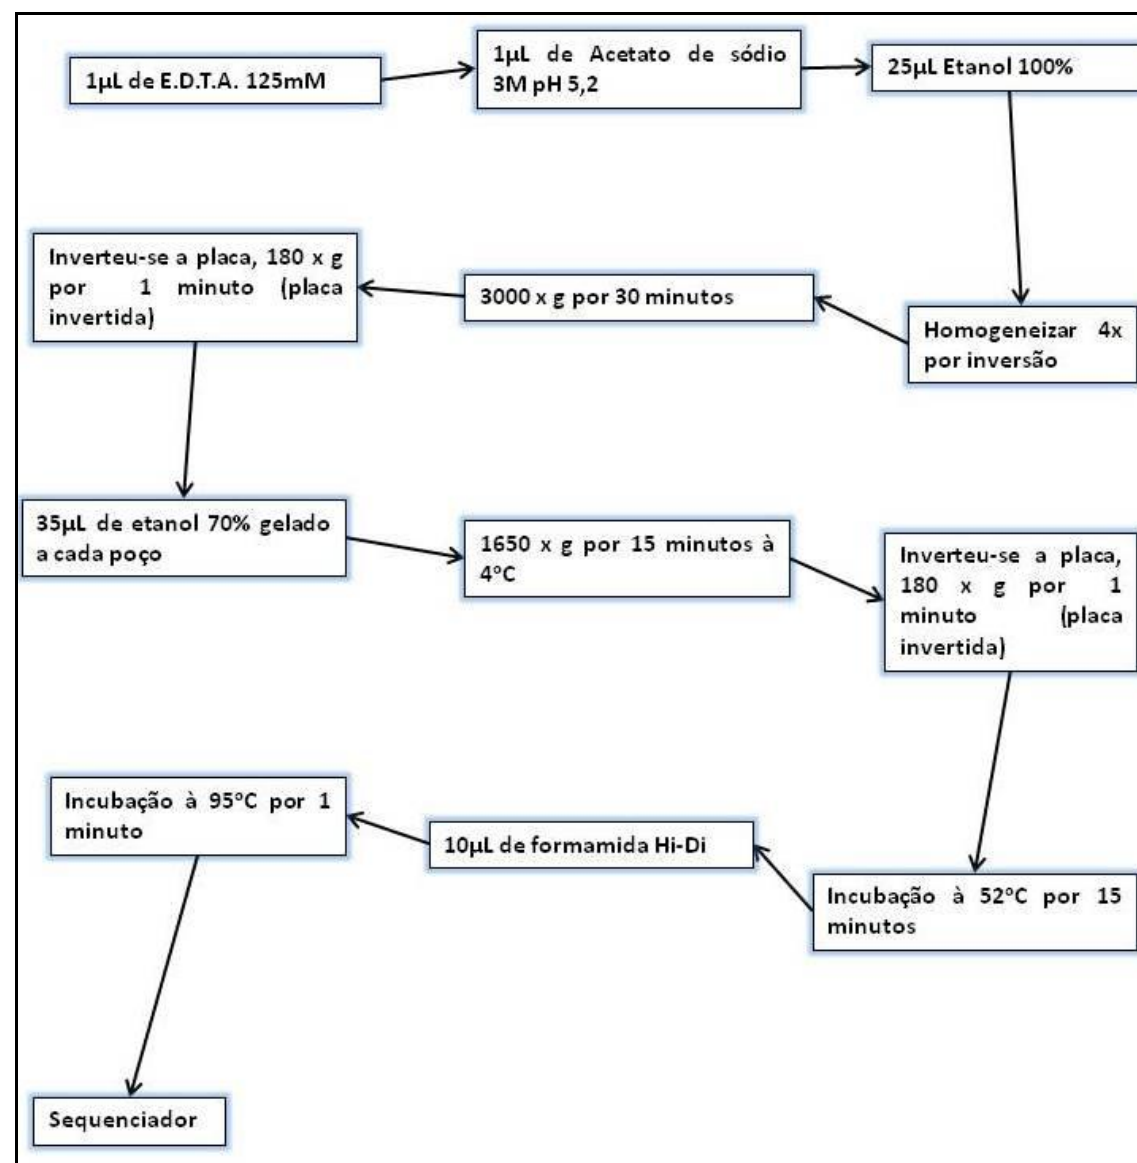 1µL de E.D.T.A. 125mM
1µL de Acetato de sódio
3M pH 5,2
25µL Etanol 100%
Homogeneizar 4x
por inversão
3000 x g por 30 minutos
Inverteu-se a placa, 180 x g
por 1 minuto (placa
invertida)
35µL de etanol 70% gelado
a cada poço
1650 x g por 15 minutos à
4°C
Inverteu-se a placa,
180 x g por 1
minuto (placa
invertida)
Incubação à 52°C por 15
minutos
10µL de formamida Hi-Di
Incubação à 95°C por 1
minuto
Sequenciador